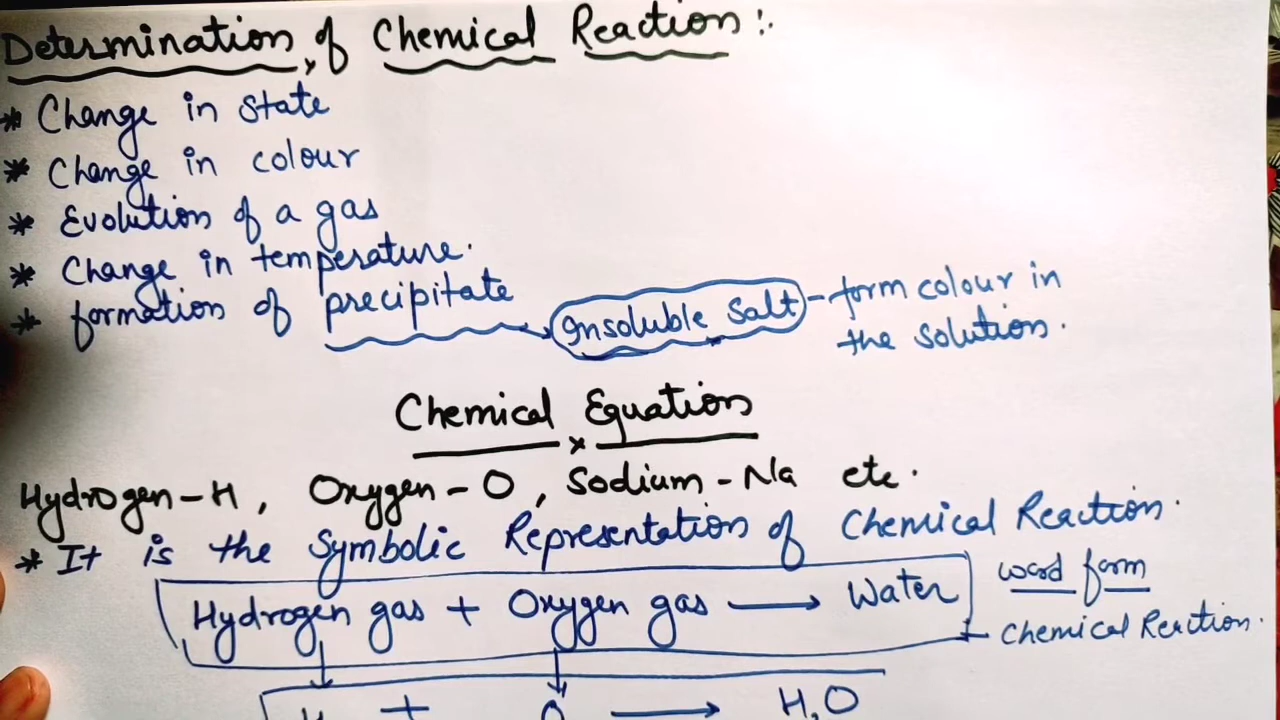 Determination of Chemical Reaction:.
* Change in state
* Change in colour
* Evolution of a gas
* Change in temperature.
* formation of precipitate
Insoluble Salt - form colour in
the solution.
Chemical Equations
Hydrogen-H, Oxygen-O, Sodium-Na etc.
* It is the Symbolic Representation of Chemical Reaction.
Hydrogen gas + Oxygen gas → Water
word form
Chemical Reaction.
+ → H2O